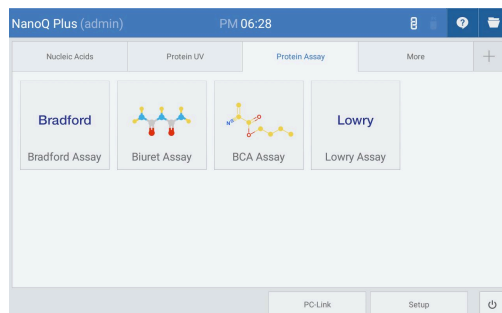 NanoQ Plus (admin) PM 06:28
Nucleic Acids Protein UV Protein Assay More
Bradford Lowry
Bradford Assay Biuret Assay BCA Assay Lowry Assay
PC-Link Setup